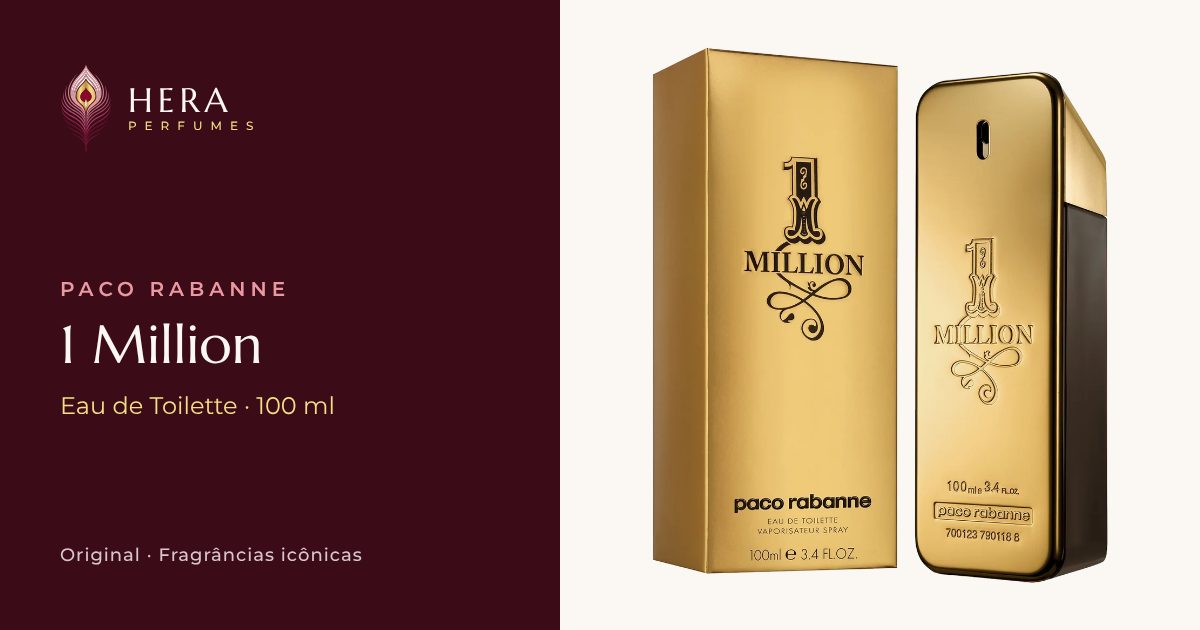 HERA
PERFUMES
PACO RABANNE
1 Million
Eau de Toilette · 100 ml
Original · Fragrâncias icônicas
1
MILLION
paco rabanne
EAU DE TOILETTE
VAPORISATEUR SPRAY
100ml e 3.4 FL.OZ.
1
MILLION
100 ml e 3.4 FL.OZ.
paco rabanne
700123 790118 8